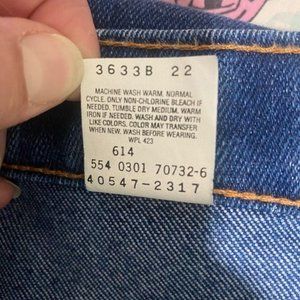 3633B 22
MACHINE WASH WARM. NORMAL
CYCLE. ONLY NON-CHLORINE BLEACH IF
NEEDED. TUMBLE DRY MEDIUM. WARM
IRON IF NEEDED. WASH AND DRY WITH
LIKE COLORS. COLOR MAY TRANSFER
WHEN NEW. WASH BEFORE WEARING.
WPL 423
614
554 0301 70732-6
40547-2317